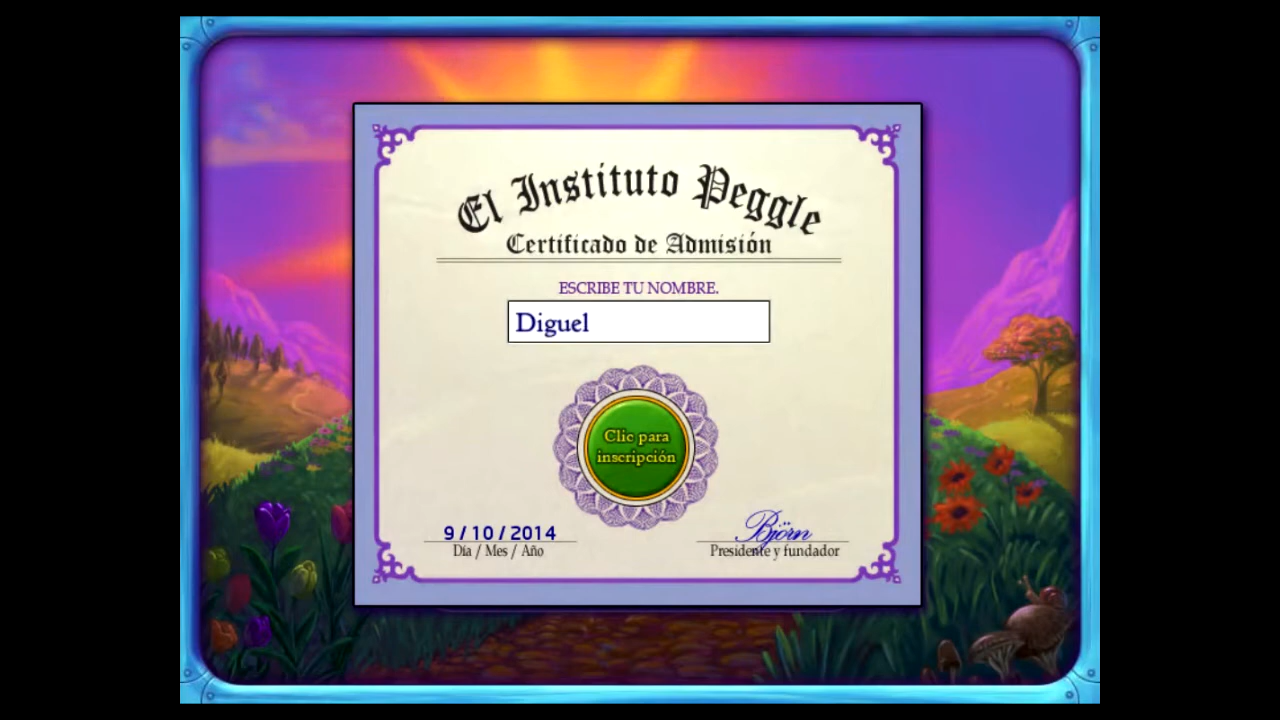 El Instituto Peggle
Certificado de Admisión
ESCRIBE TU NOMBRE.
Diguel
Clic para
inscripción
9 / 10 / 2014
Día / Mes / Año
Björn
Presidente y fundador